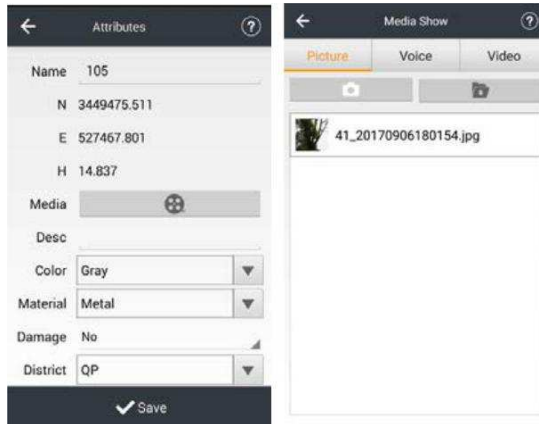 Attributes
Name 105
N 3449475.511
E 527467.801
H 14.837
Media
Desc
Color Gray
Material Metal
Damage No
District QP
Save
Media Show
Picture Voice Video
41_20170906180154.jpg